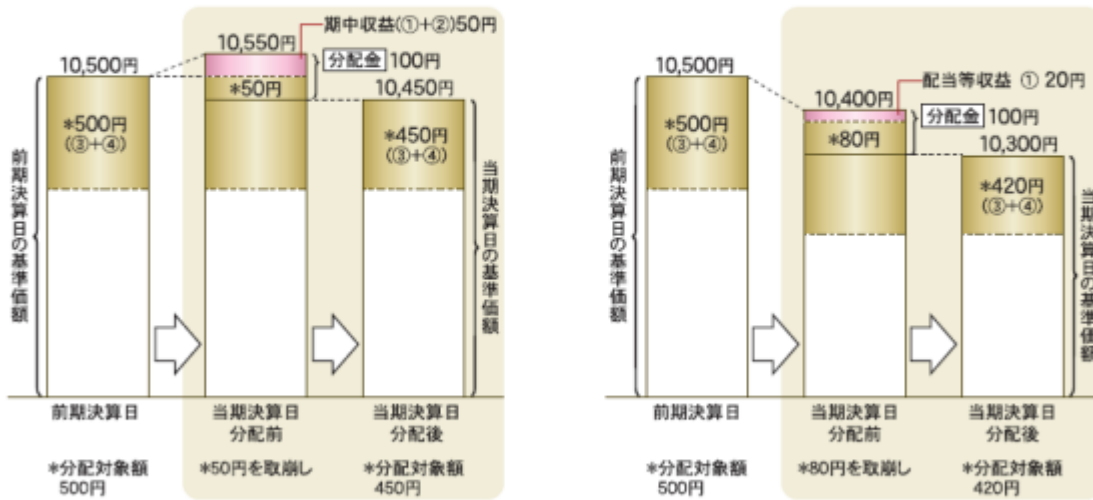 期中収益(①+②)50円
10,550円
分配金 100円
10,500円
10,450円
*50円
*500円
(③+④)
*450円
(③+④)
前期決算日の基準価額
当期決算日の基準価額
前期決算日
当期決算日
分配前
当期決算日
分配後
*分配対象額
500円
*50円を取崩し
*分配対象額
450円
10,500円
配当等収益 ① 20円
10,400円
分配金 100円
10,300円
*500円
(③+④)
*80円
*420円
(③+④)
前期決算日の基準価額
当期決算日の基準価額
前期決算日
当期決算日
分配前
当期決算日
分配後
*分配対象額
500円
*80円を取崩し
*分配対象額
420円